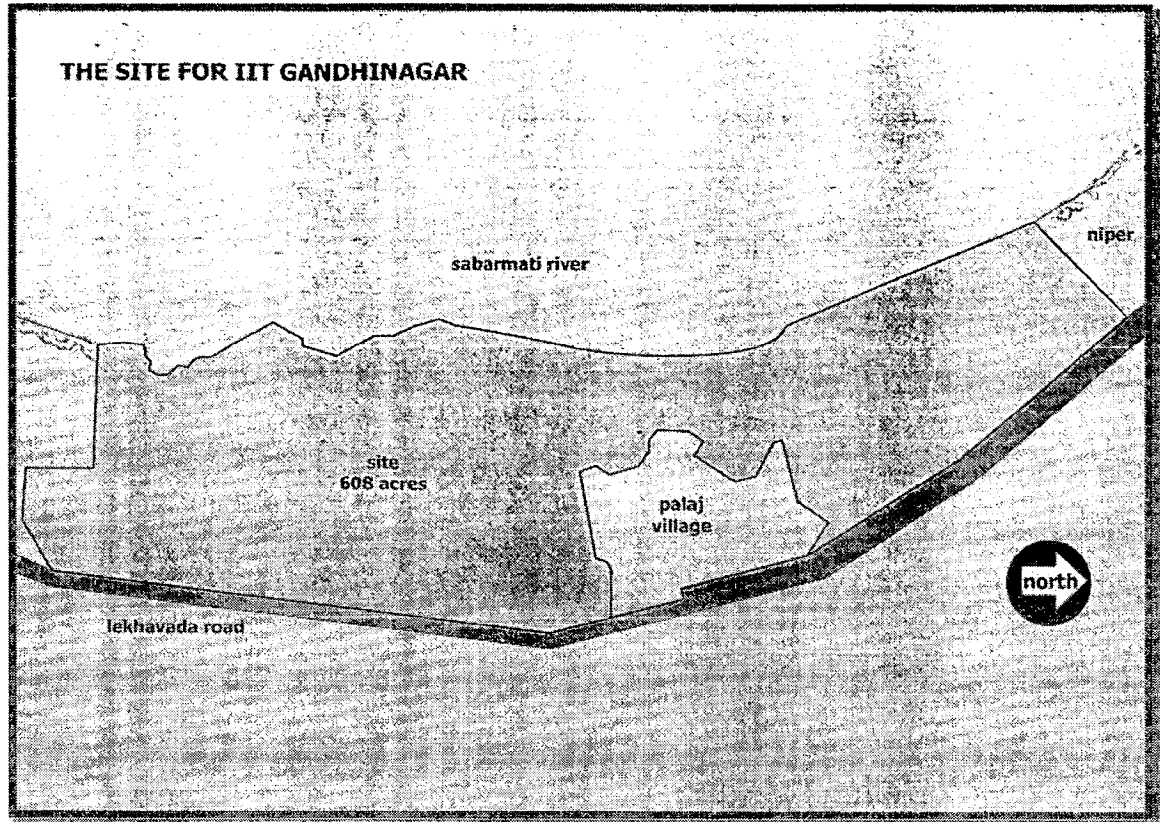 THE SITE FOR IIT GANDHINAGAR
niper
sabarmati river
site
608 acres
palaj
village
north
lekhavada road